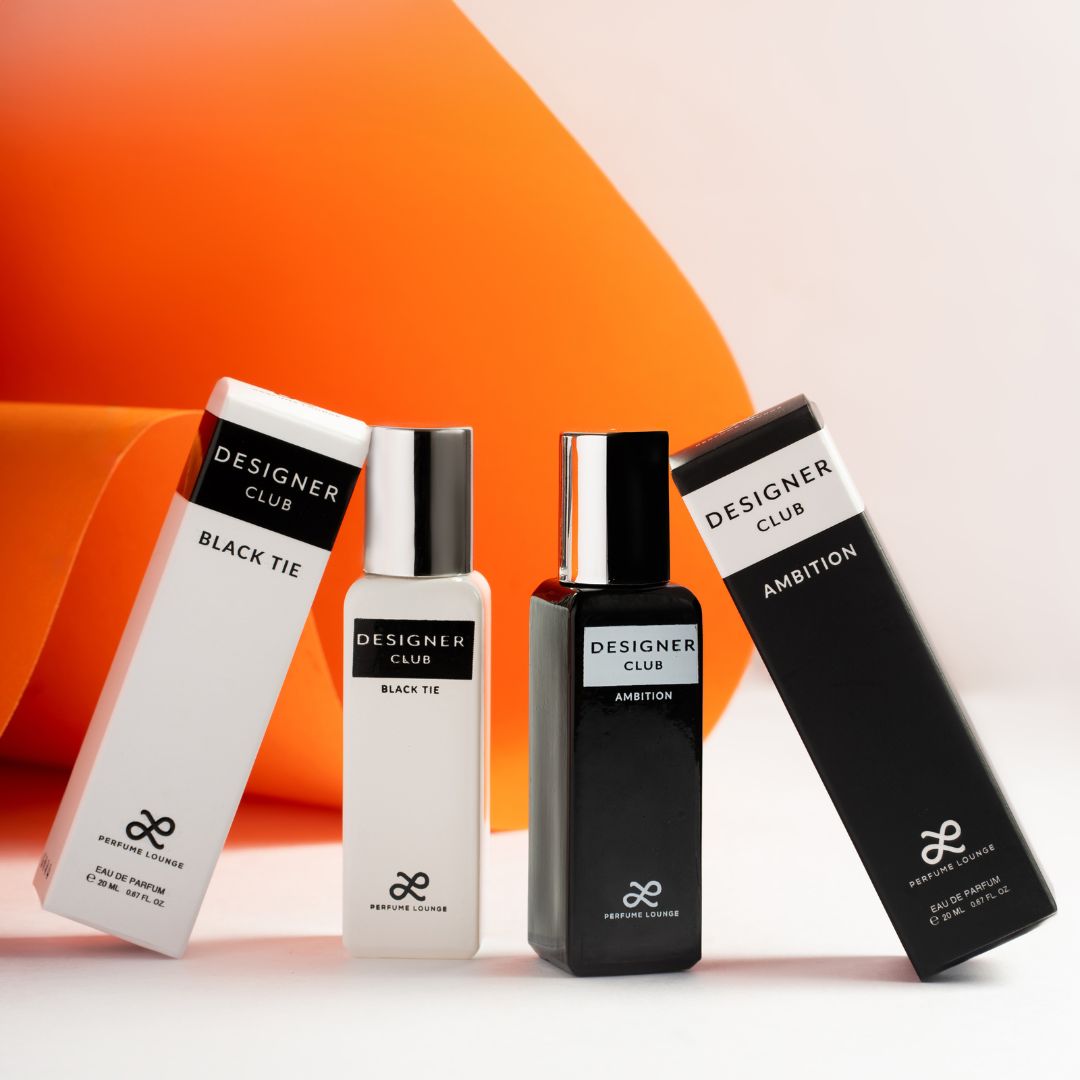 DESIGNER
CLUB
BLACK TIE
PERFUME LOUNGE
EAU DE PARFUM
℮ 20 ML 0.67 FL. OZ.
DESIGNER
CLUB
BLACK TIE
PERFUME LOUNGE
DESIGNER
CLUB
AMBITION
PERFUME LOUNGE
DESIGNER
CLUB
AMBITION
PERFUME LOUNGE
EAU DE PARFUM
℮ 20 ML 0.67 FL. OZ.